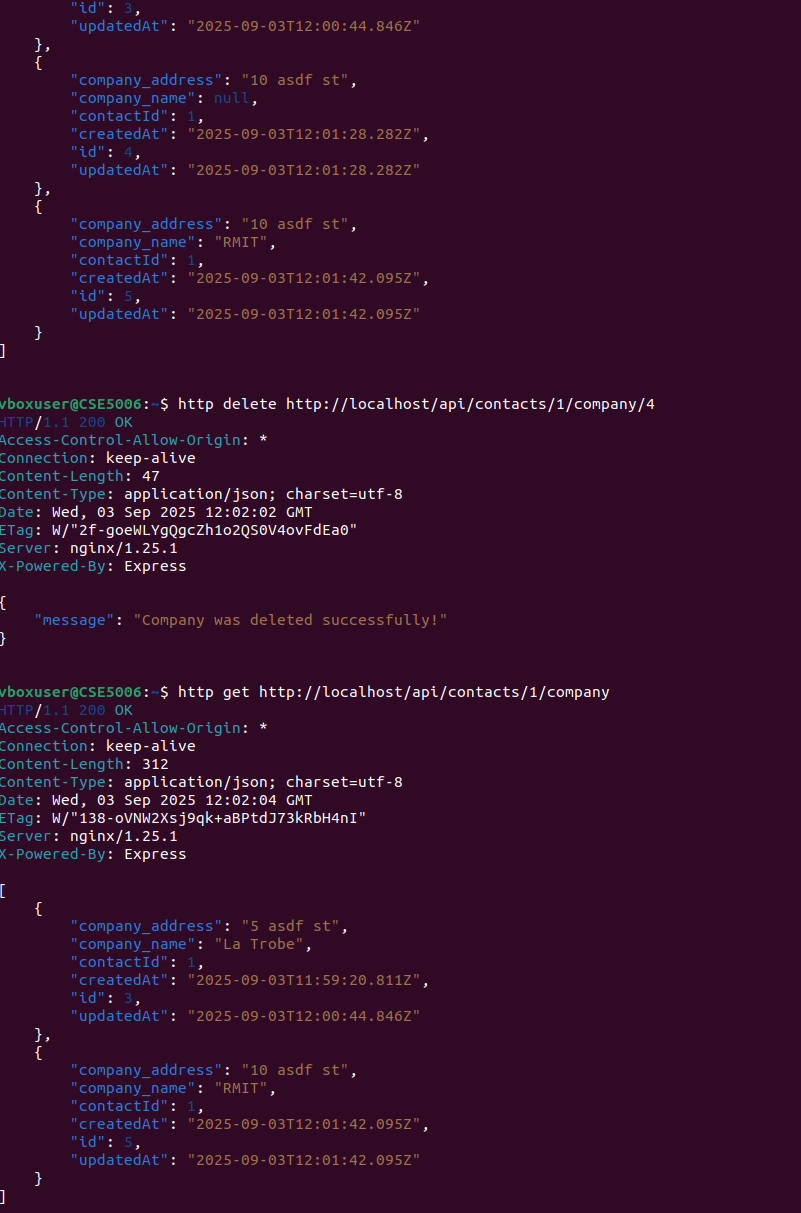 "id": 3,
        "updatedAt": "2025-09-03T12:00:44.846Z"
    },
    {
        "company_address": "10 asdf st",
        "company_name": null,
        "contactId": 1,
        "createdAt": "2025-09-03T12:01:28.282Z",
        "id": 4,
        "updatedAt": "2025-09-03T12:01:28.282Z"
    },
    {
        "company_address": "10 asdf st",
        "company_name": "RMIT",
        "contactId": 1,
        "createdAt": "2025-09-03T12:01:42.095Z",
        "id": 5,
        "updatedAt": "2025-09-03T12:01:42.095Z"
    }
]
vboxuser@CSE5006:~$ http delete http://localhost/api/contacts/1/company/4
HTTP/1.1 200 OK
Access-Control-Allow-Origin: *
Connection: keep-alive
Content-Length: 47
Content-Type: application/json; charset=utf-8
Date: Wed, 03 Sep 2025 12:02:02 GMT
ETag: W/"2f-goeWLYgQgcZh1o2QS0V4ovFdEa0"
Server: nginx/1.25.1
X-Powered-By: Express
{
    "message": "Company was deleted successfully!"
}
vboxuser@CSE5006:~$ http get http://localhost/api/contacts/1/company
HTTP/1.1 200 OK
Access-Control-Allow-Origin: *
Connection: keep-alive
Content-Length: 312
Content-Type: application/json; charset=utf-8
Date: Wed, 03 Sep 2025 12:02:04 GMT
ETag: W/"138-oVNW2Xsj9qk+aBPtdJ73kRbH4nI"
Server: nginx/1.25.1
X-Powered-By: Express
[
    {
        "company_address": "5 asdf st",
        "company_name": "La Trobe",
        "contactId": 1,
        "createdAt": "2025-09-03T11:59:20.811Z",
        "id": 3,
        "updatedAt": "2025-09-03T12:00:44.846Z"
    },
    {
        "company_address": "10 asdf st",
        "company_name": "RMIT",
        "contactId": 1,
        "createdAt": "2025-09-03T12:01:42.095Z",
        "id": 5,
        "updatedAt": "2025-09-03T12:01:42.095Z"
    }
]